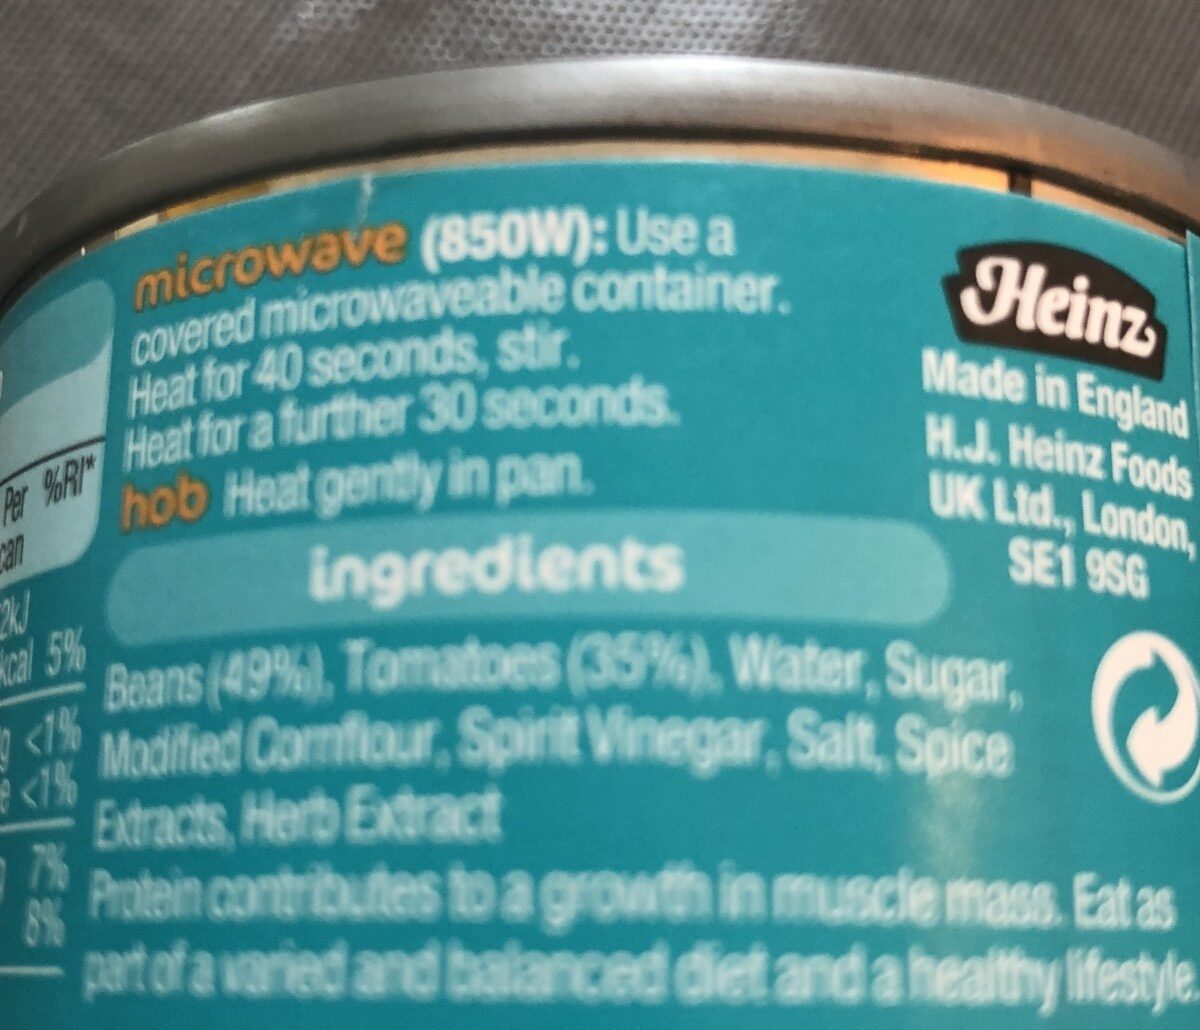 microwave (850W): Use a
covered microwaveable container.
Heat for 40 seconds, stir.
Heat for a further 30 seconds.
hob Heat gently in pan.
ingredients
Beans (49%), Tomatoes (35%), Water, Sugar,
Modified Cornflour, Spirit Vinegar, Salt, Spice
Extracts, Herb Extract
Protein contributes to a growth in muscle mass. Eat as
part of a varied and balanced diet and a healthy lifestyle.
Heinz
Made in England
H.J. Heinz Foods
UK Ltd., London,
SE1 9SG
Per %RI*
can
2kJ
kcal 5%
g <1%
<1%
7%
6%